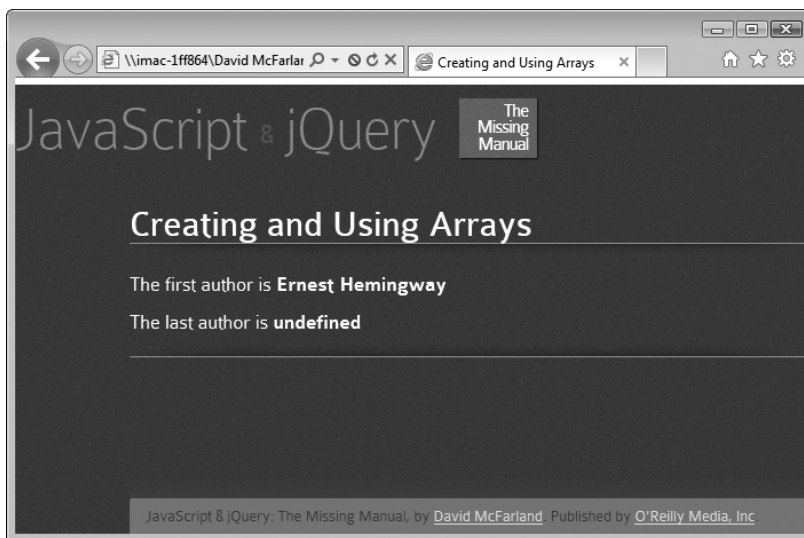 \\imac-1ff864\David McFarlar
Creating and Using Arrays
JavaScript & jQuery
The
Missing
Manual
Creating and Using Arrays
The first author is Ernest Hemingway
The last author is undefined
JavaScript & jQuery: The Missing Manual, by David McFarland. Published by O'Reilly Media, Inc.